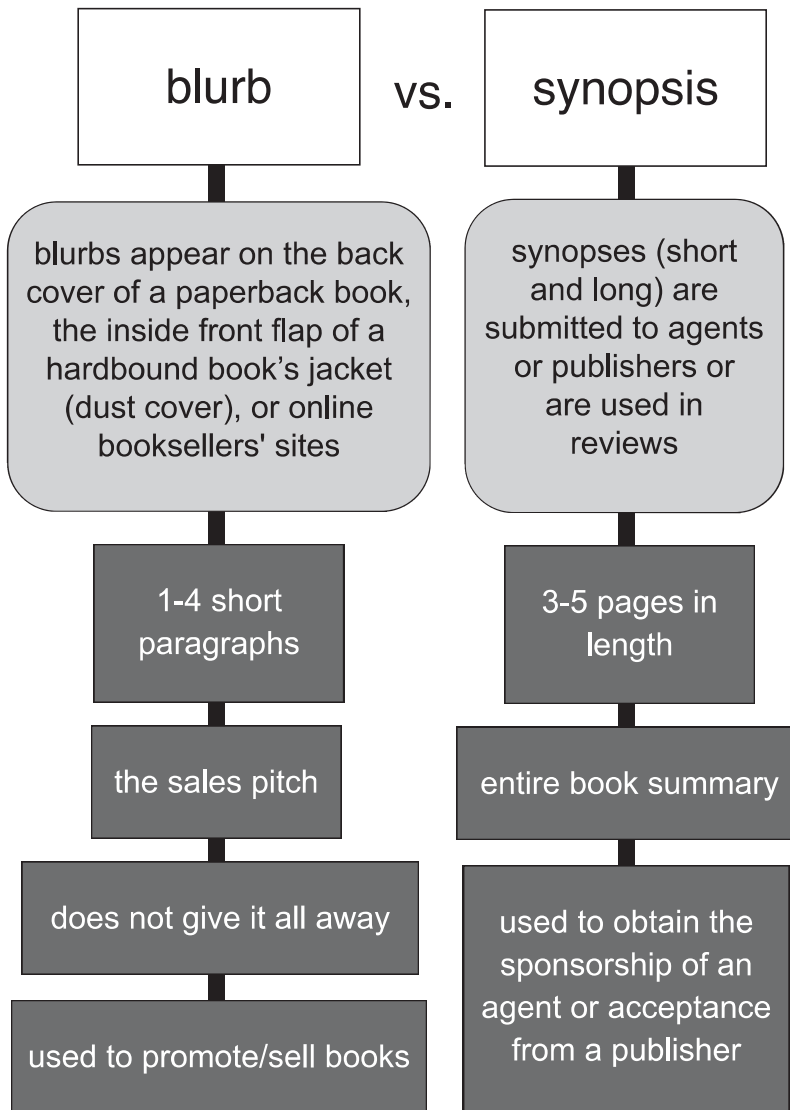 blurb
vs.
synopsis
blurbs appear on the back
cover of a paperback book,
the inside front flap of a
hardbound book's jacket
(dust cover), or online
booksellers' sites
1-4 short
paragraphs
the sales pitch
does not give it all away
used to promote/sell books
synopses (short
and long) are
submitted to agents
or publishers or
are used in
reviews
3-5 pages in
length
entire book summary
used to obtain the
sponsorship of an
agent or acceptance
from a publisher